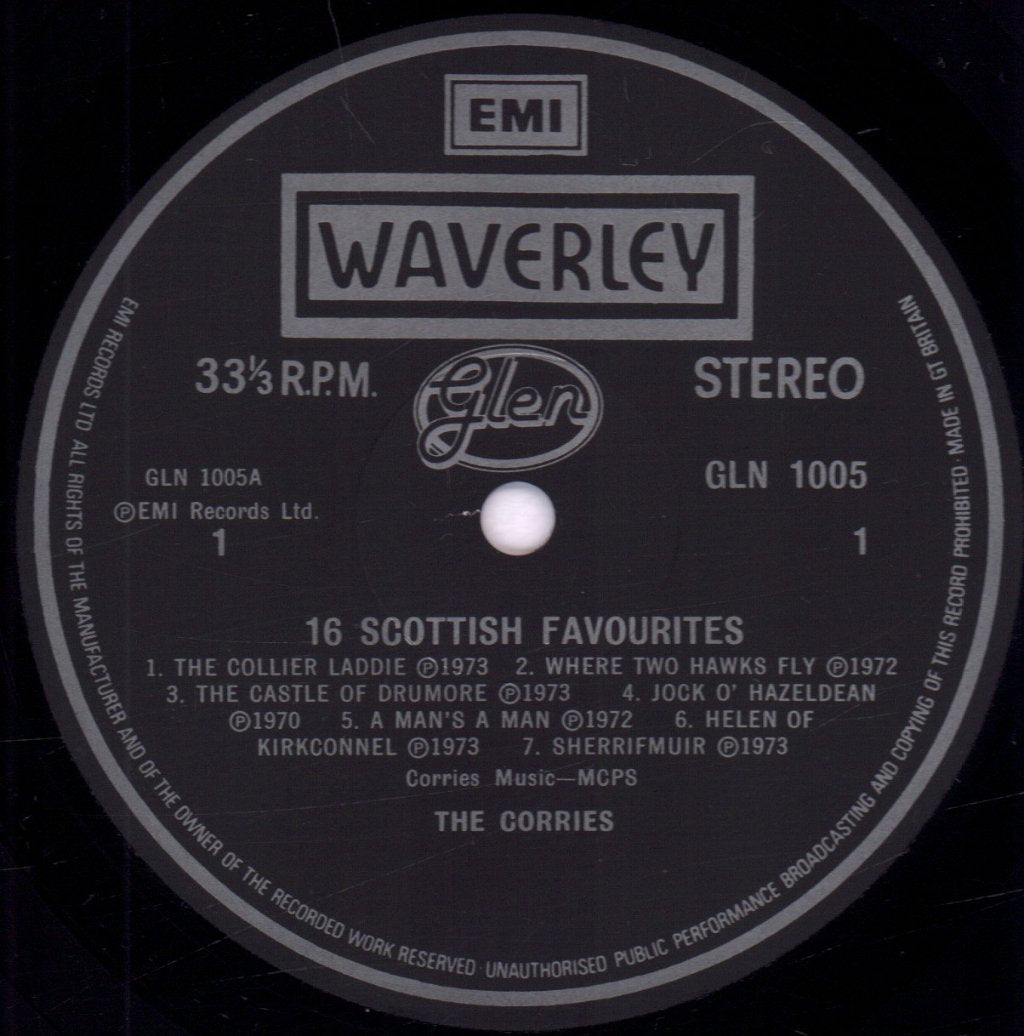 EMI
WAVERLEY
33⅓ R.P.M.
Glen
STEREO
GLN 1005A
GLN 1005
℗EMI Records Ltd.
1
1
16 SCOTTISH FAVOURITES
1. THE COLLIER LADDIE ℗1973 2. WHERE TWO HAWKS FLY ℗1972
3. THE CASTLE OF DRUMORE ℗1973 4. JOCK O' HAZELDEAN
℗1970 5. A MAN'S A MAN ℗1972 6. HELEN OF
KIRKCONNEL ℗1973 7. SHERRIFMUIR ℗1973
Corries Music—MCPS
THE CORRIES
EMI RECORDS LTD ALL RIGHTS OF THE MANUFACTURER AND OF THE OWNER OF THE RECORDED WORK RESERVED · UNAUTHORISED PUBLIC PERFORMANCE BROADCASTING AND COPYING OF THIS RECORD PROHIBITED · MADE IN GT BRITAIN